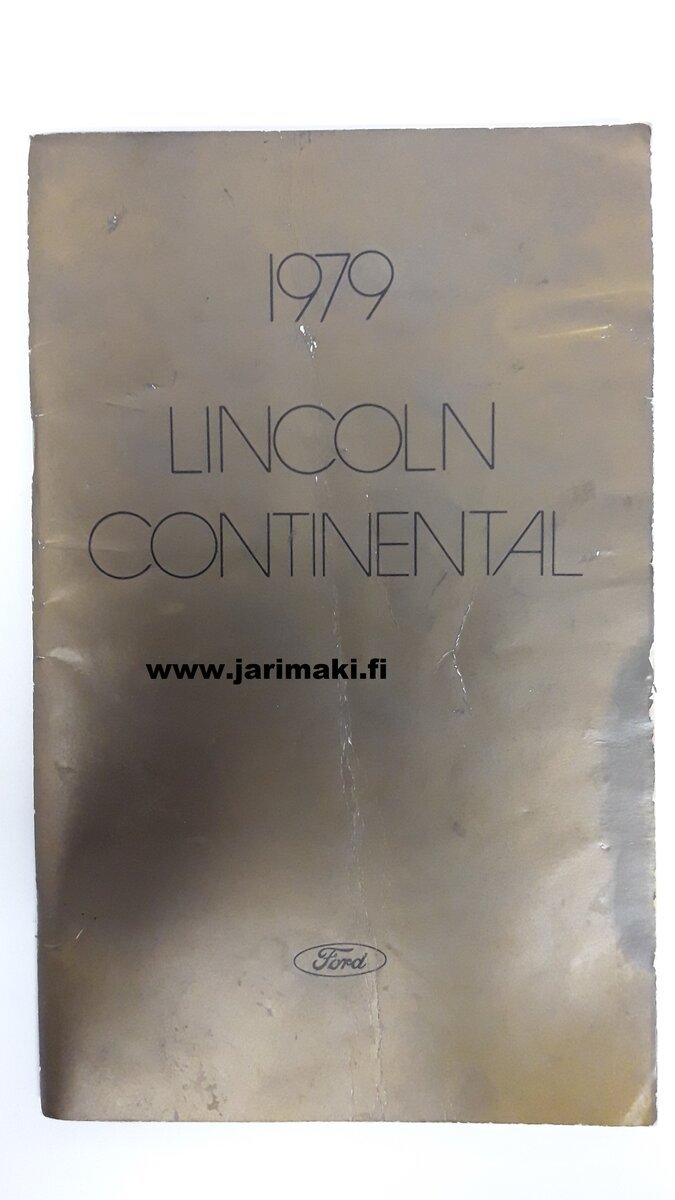 1979
LINCOLN
CONTINENTAL
www.jarimaki.fi
Ford